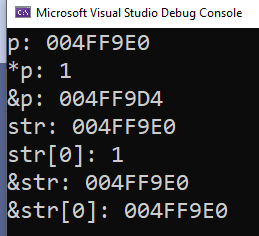 Microsoft Visual Studio Debug Console
p: 004FF9E0
*p: 1
&p: 004FF9D4
str: 004FF9E0
str[0]: 1
&str: 004FF9E0
&str[0]: 004FF9E0